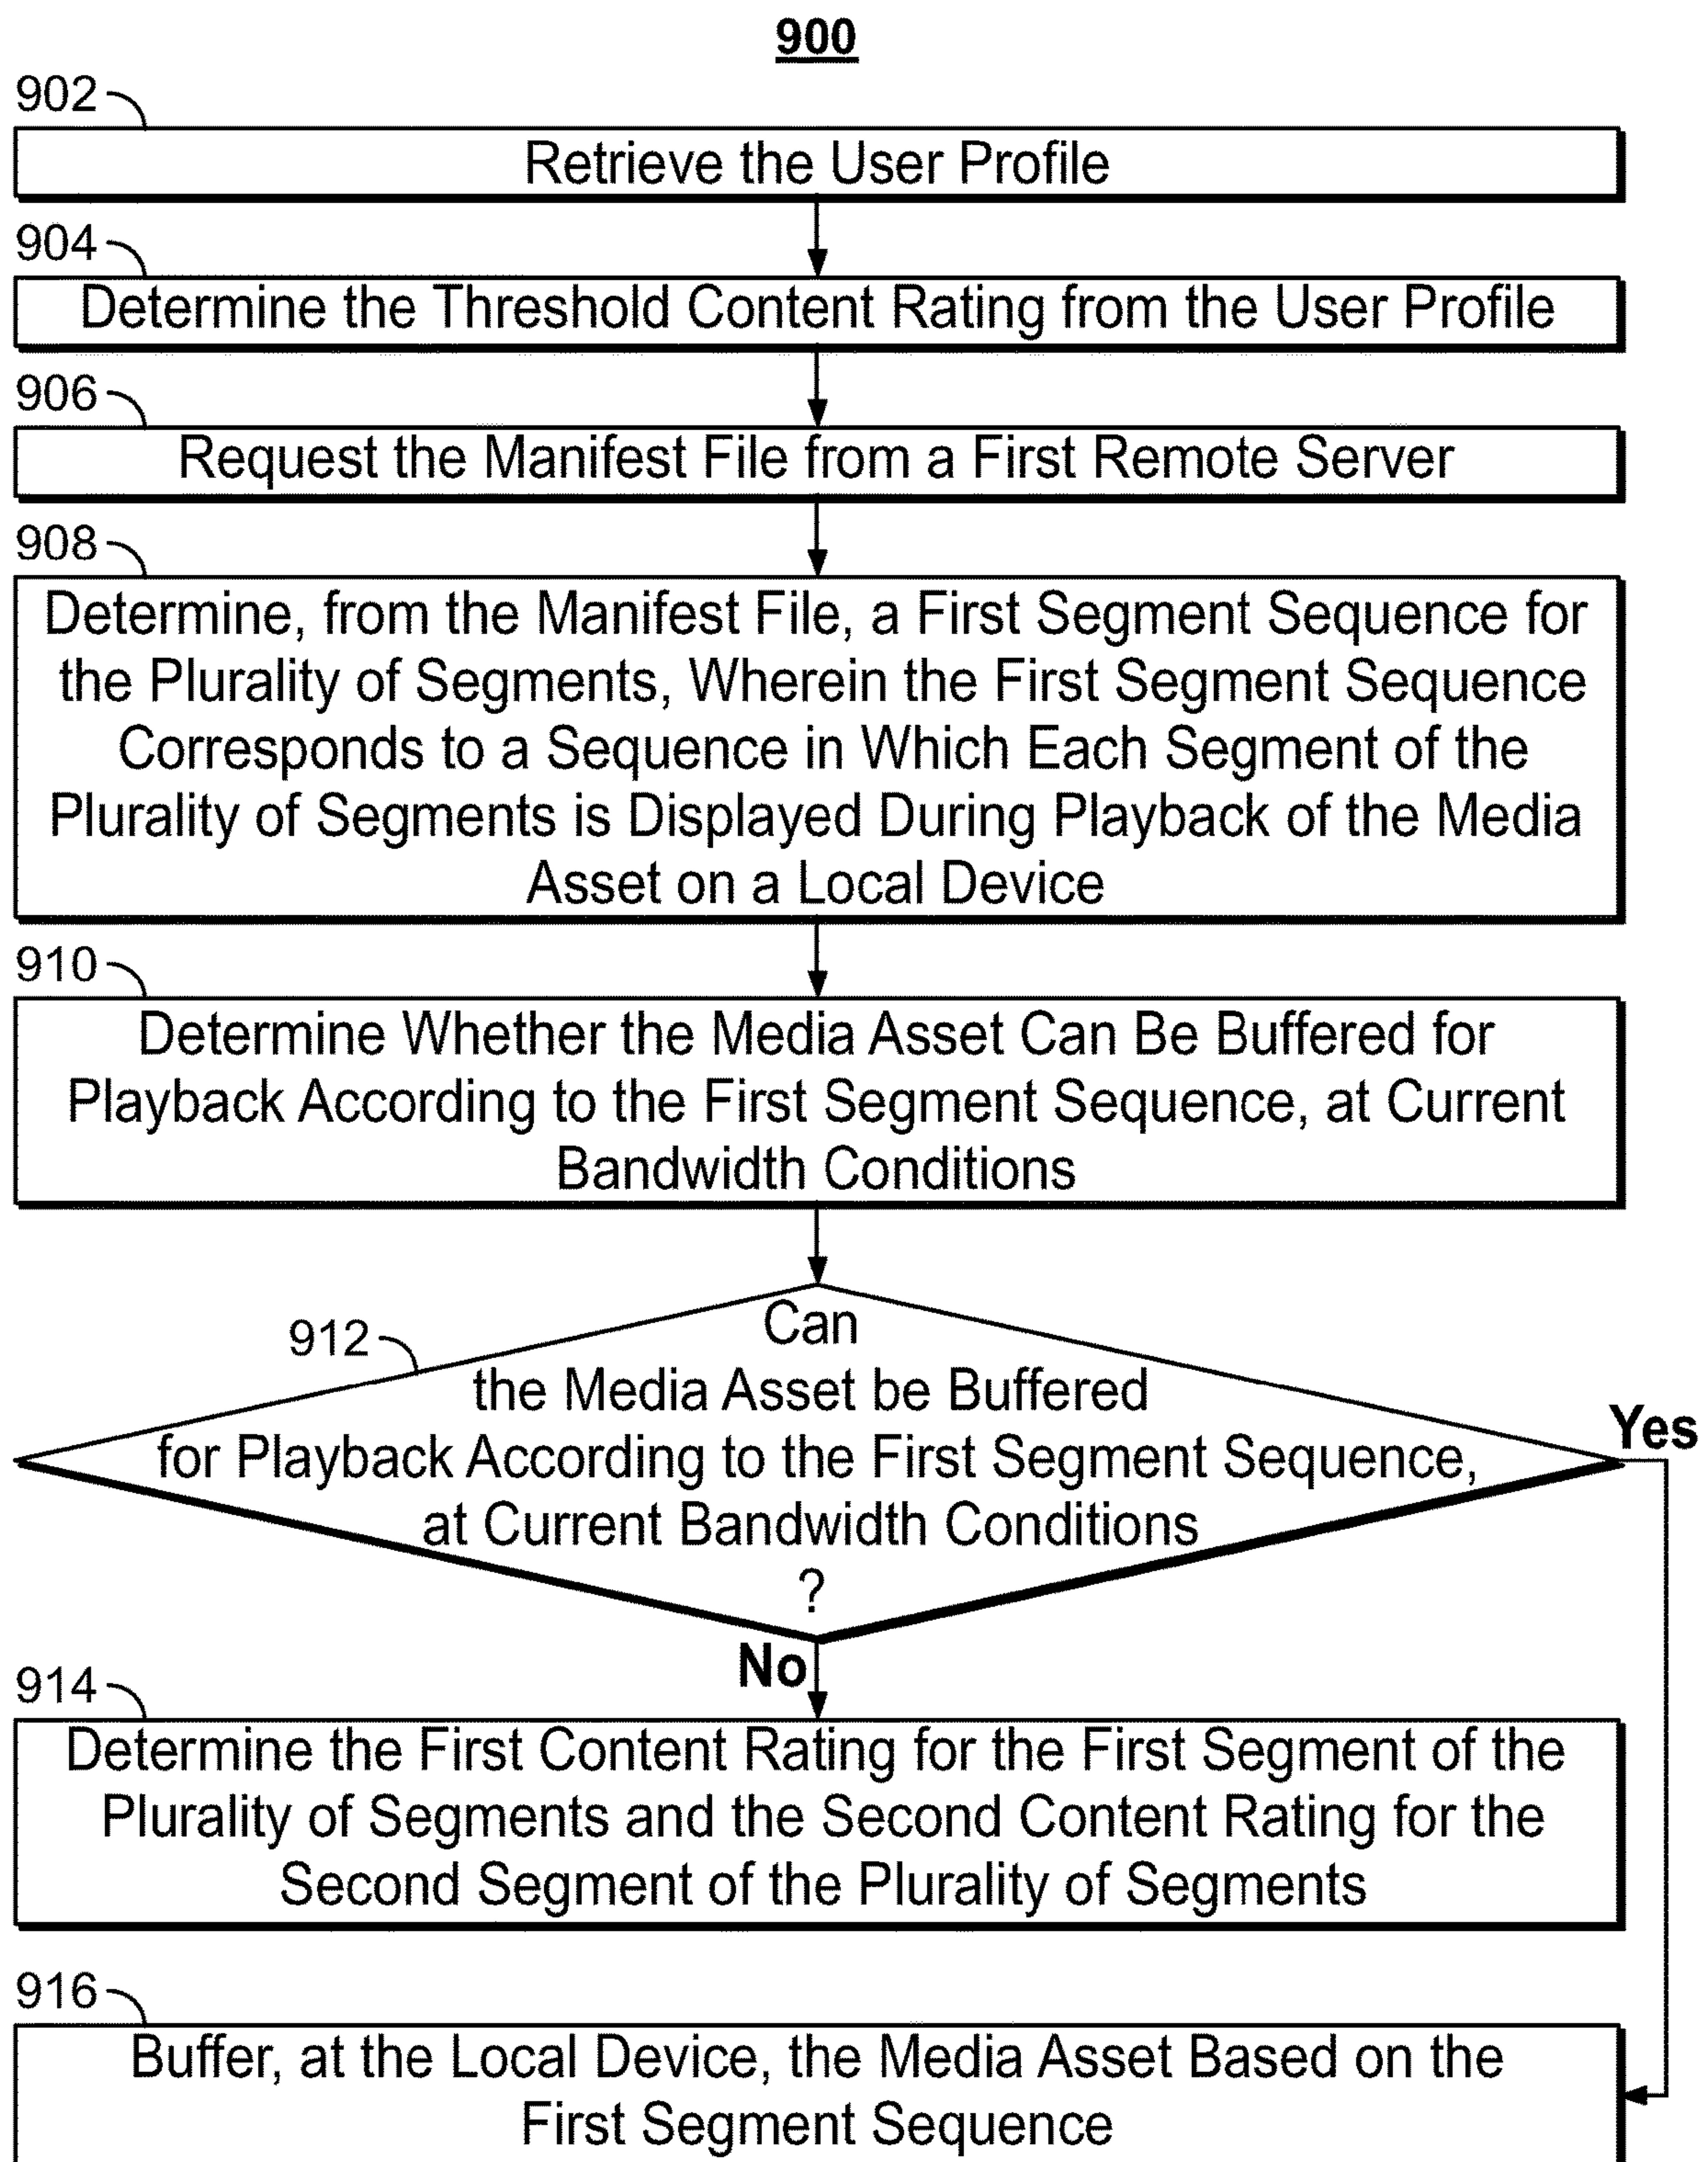 900
902
Retrieve the User Profile
904
Determine the Threshold Content Rating from the User Profile
906
Request the Manifest File from a First Remote Server
908
Determine, from the Manifest File, a First Segment Sequence for
the Plurality of Segments, Wherein the First Segment Sequence
Corresponds to a Sequence in Which Each Segment of the
Plurality of Segments is Displayed During Playback of the Media
Asset on a Local Device
910
Determine Whether the Media Asset Can Be Buffered for
Playback According to the First Segment Sequence, at Current
Bandwidth Conditions
912
Can
the Media Asset be Buffered
for Playback According to the First Segment Sequence,
at Current Bandwidth Conditions
?
Yes
No
914
Determine the First Content Rating for the First Segment of the
Plurality of Segments and the Second Content Rating for the
Second Segment of the Plurality of Segments
916
Buffer, at the Local Device, the Media Asset Based on the
First Segment Sequence